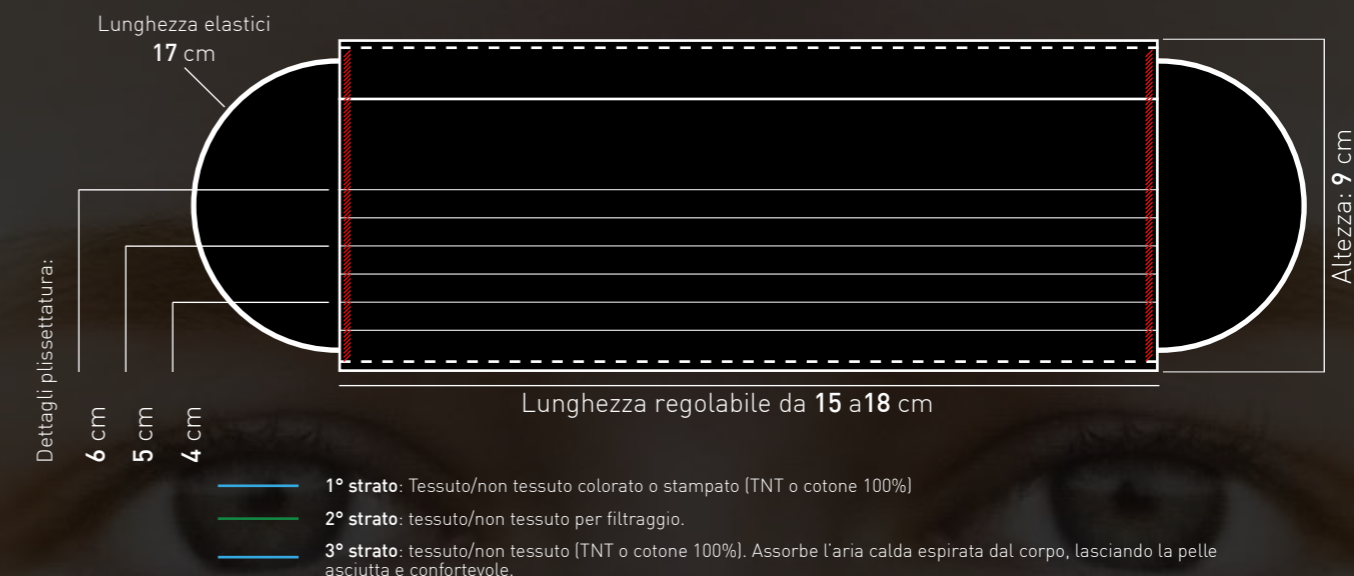 Lunghezza elastici
17 cm
Altezza: 9 cm
Dettagli plissettatura:
6 cm
5 cm
4 cm
Lunghezza regolabile da 15 a18 cm
1° strato: Tessuto/non tessuto colorato o stampato (TNT o cotone 100%)
2° strato: tessuto/non tessuto per filtraggio.
3° strato: tessuto/non tessuto (TNT o cotone 100%). Assorbe l'aria calda espirata dal corpo, lasciando la pelle
asciutta e confortevole.